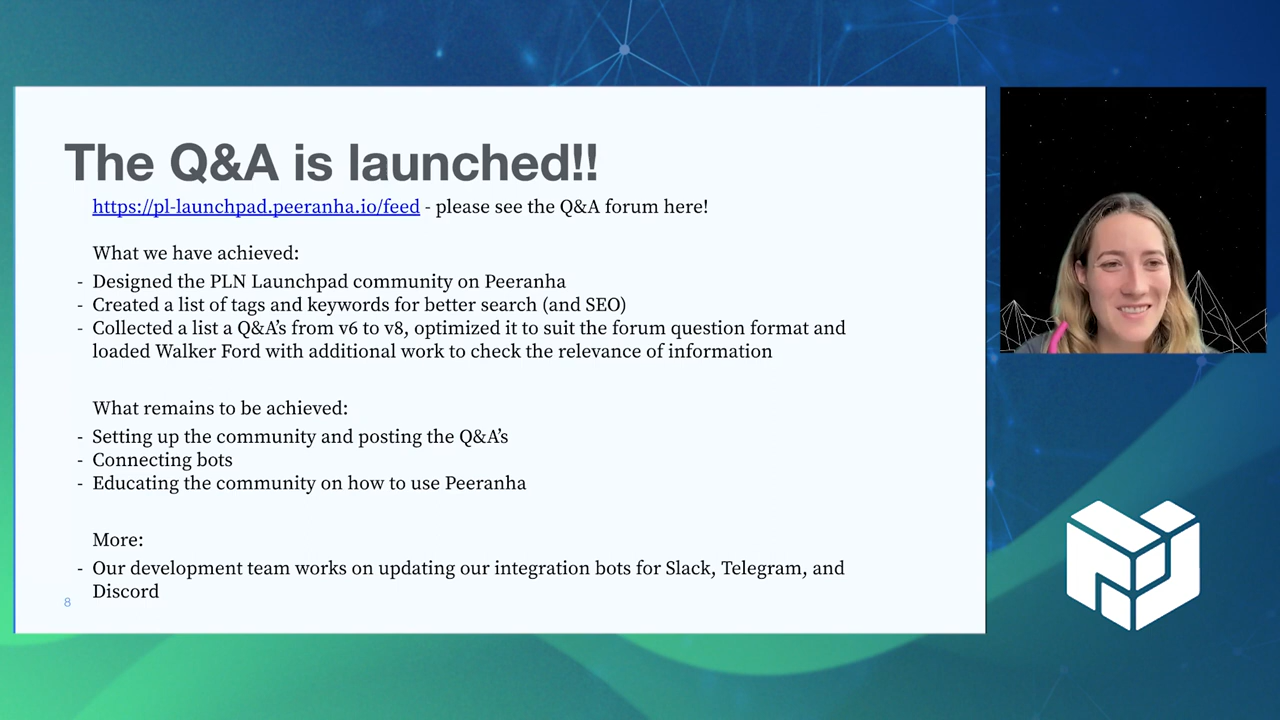 The Q&A is launched!!
https://pl-launchpad.peeranha.io/feed - please see the Q&A forum here!
What we have achieved:
- Designed the PLN Launchpad community on Peeranha
- Created a list of tags and keywords for better search (and SEO)
- Collected a list a Q&A's from v6 to v8, optimized it to suit the forum question format and
loaded Walker Ford with additional work to check the relevance of information
What remains to be achieved:
- Setting up the community and posting the Q&A's
- Connecting bots
- Educating the community on how to use Peeranha
More:
- Our development team works on updating our integration bots for Slack, Telegram, and
Discord
8